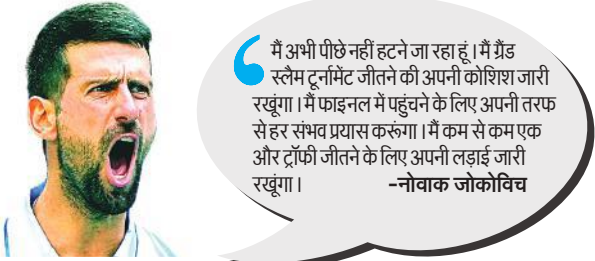 ‘ मैं अभी पीछे नहीं हटने जा रहा हूं। मैं ग्रैंड
स्लैम टूर्नामेंट जीतने की अपनी कोशिश जारी
रखूंगा। मैं फाइनल में पहुंचने के लिए अपनी तरफ
से हर संभव प्रयास करूंगा। मैं कम से कम एक
और ट्रॉफी जीतने के लिए अपनी लड़ाई जारी
रखूंगा। -नोवाक जोकोविच